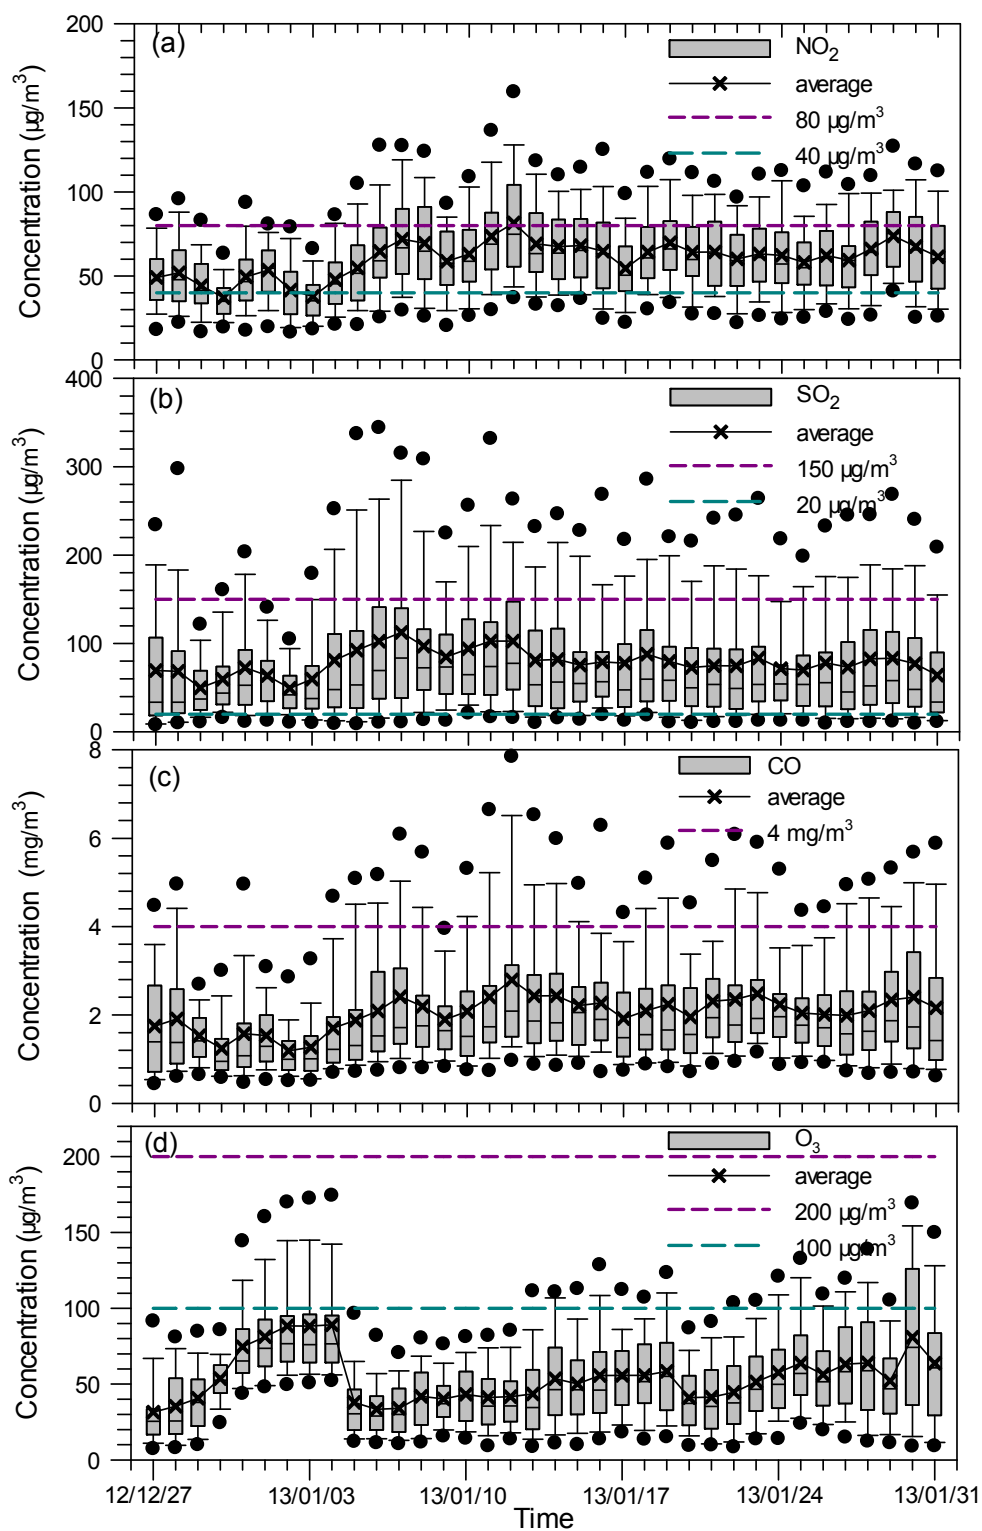 (a)
NO2
average
80 µg/m3
40 µg/m3
200
150
100
50
0
Concentration (µg/m3)
(b)
SO2
average
150 µg/m3
20 µg/m3
400
300
200
100
0
Concentration (µg/m3)
(c)
CO
average
4 mg/m3
8
6
4
2
0
Concentration (mg/m3)
(d)
O3
average
200 µg/m3
100 µg/m3
200
150
100
50
0
Concentration (µg/m3)
12/12/27 13/01/03 13/01/10 13/01/17 13/01/24 13/01/31
Time